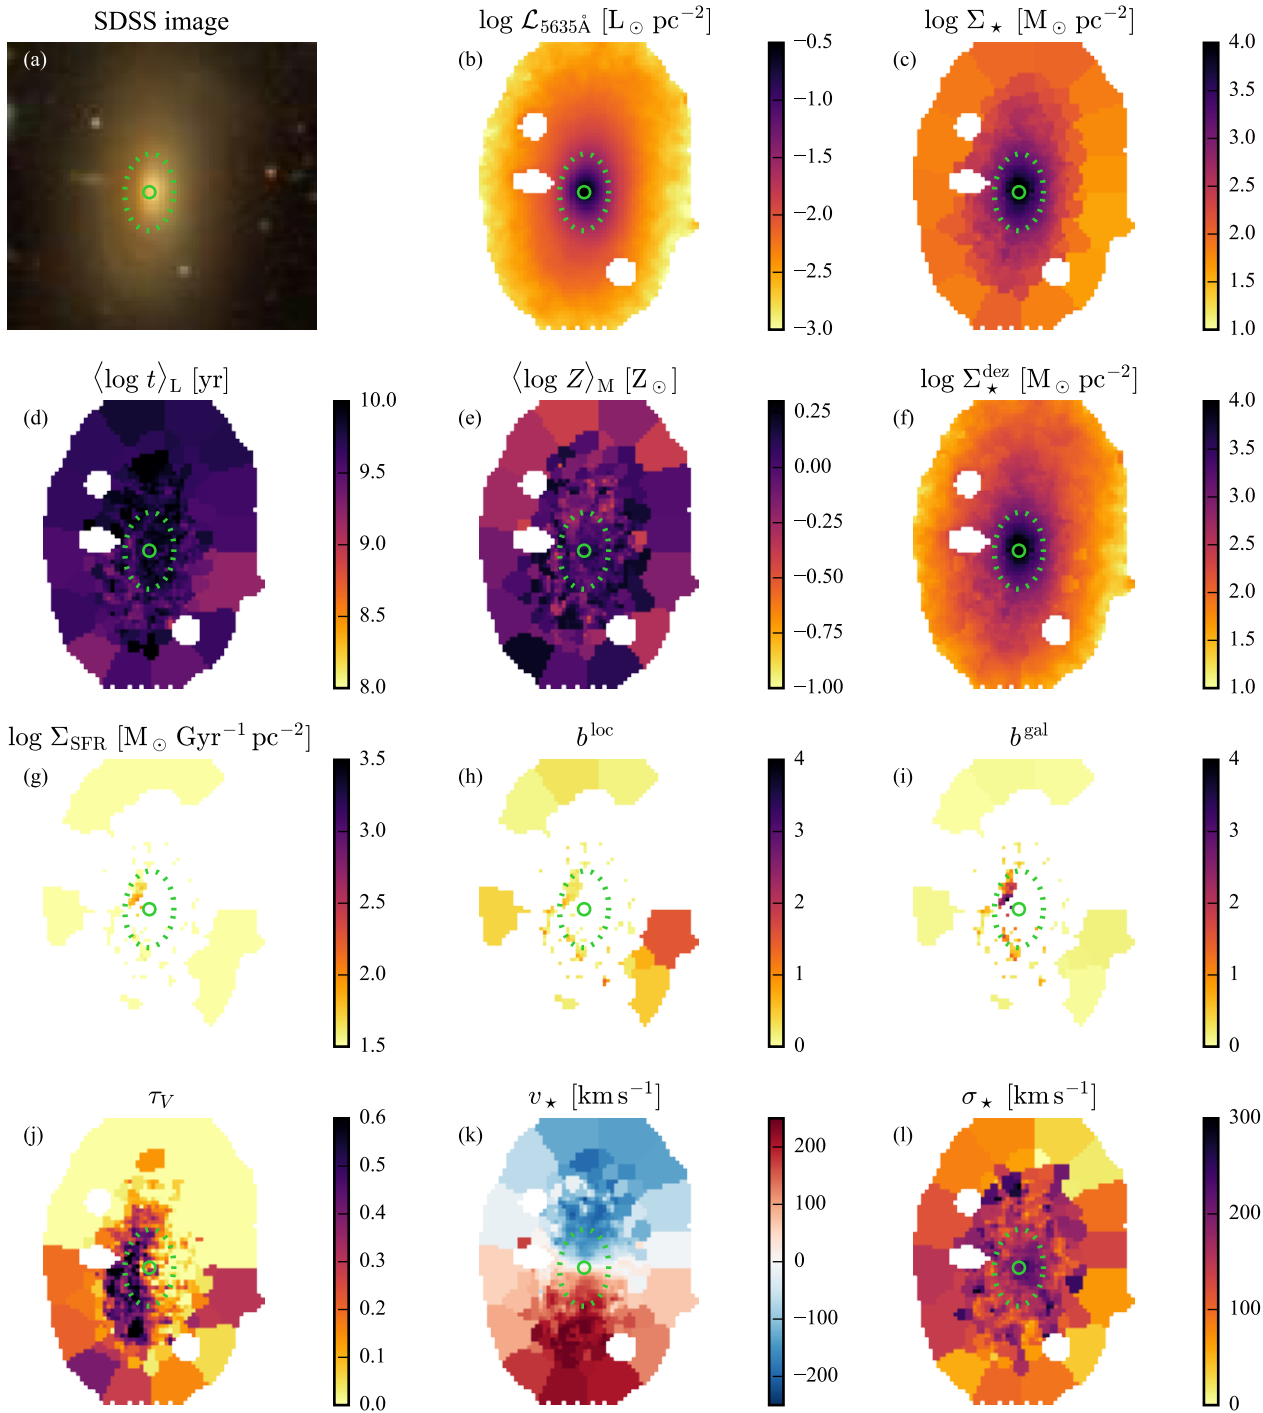 SDSS image
(a)
log ℒ₅₆₃₅Å [L⊙ pc⁻²]
(b)
−0.5
−1.0
−1.5
−2.0
−2.5
−3.0
log Σ⋆ [M⊙ pc⁻²]
(c)
4.0
3.5
3.0
2.5
2.0
1.5
1.0
⟨log t⟩L [yr]
(d)
10.0
9.5
9.0
8.5
8.0
⟨log Z⟩M [Z⊙]
(e)
0.25
0.00
−0.25
−0.50
−0.75
−1.00
log Σ⋆ᵈᵉᶻ [M⊙ pc⁻²]
(f)
4.0
3.5
3.0
2.5
2.0
1.5
1.0
log ΣSFR [M⊙ Gyr⁻¹ pc⁻²]
(g)
3.5
3.0
2.5
2.0
1.5
bˡᵒᶜ
(h)
4
3
2
1
0
bᵍᵃˡ
(i)
4
3
2
1
0
τV
(j)
0.6
0.5
0.4
0.3
0.2
0.1
0.0
v⋆ [km s⁻¹]
(k)
200
100
0
−100
−200
σ⋆ [km s⁻¹]
(l)
300
200
100
0